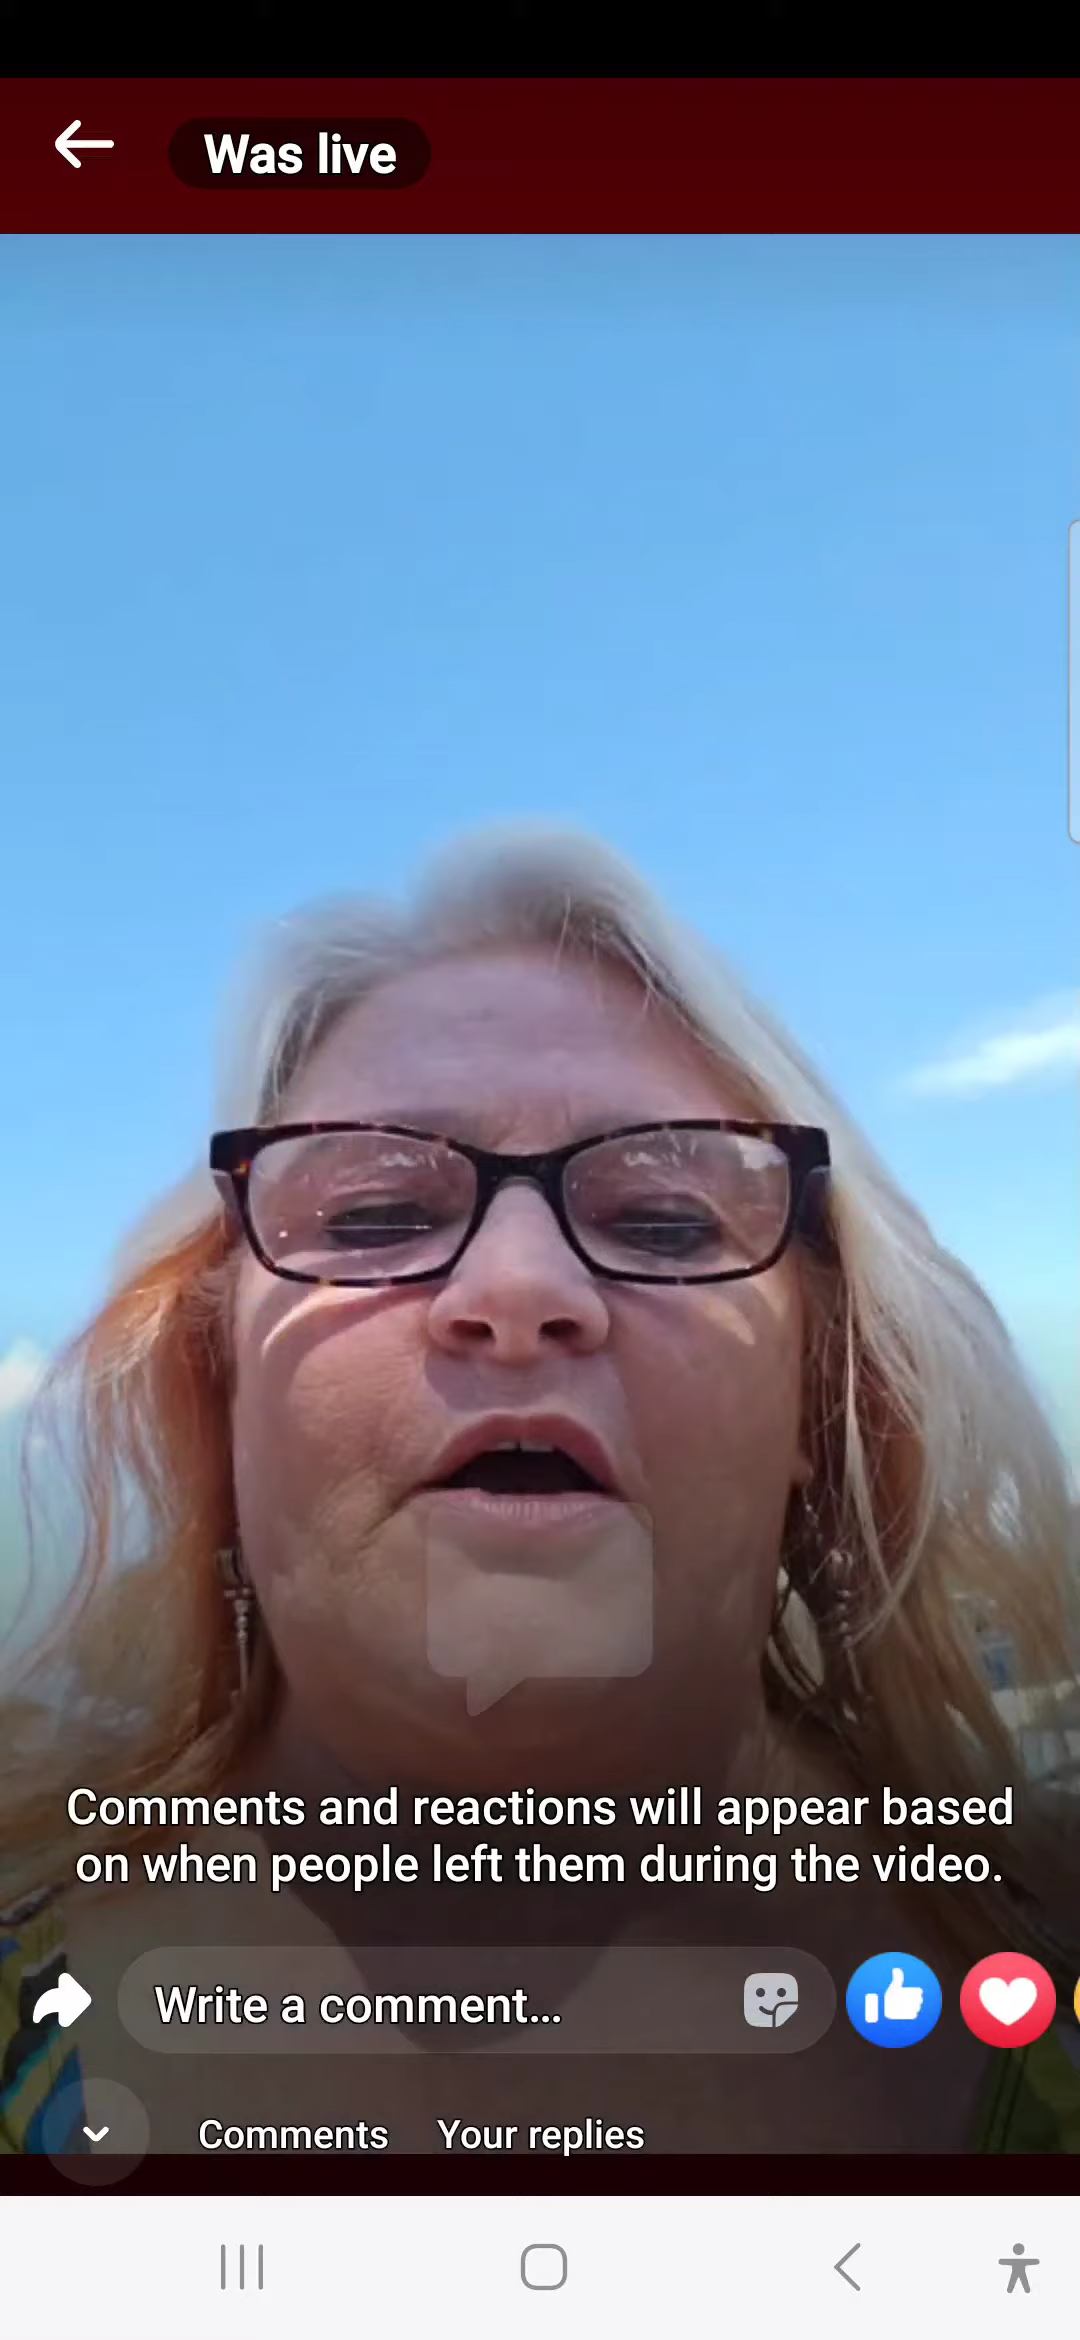 Was live
Comments and reactions will appear based
on when people left them during the video.
Write a comment...
Comments Your replies